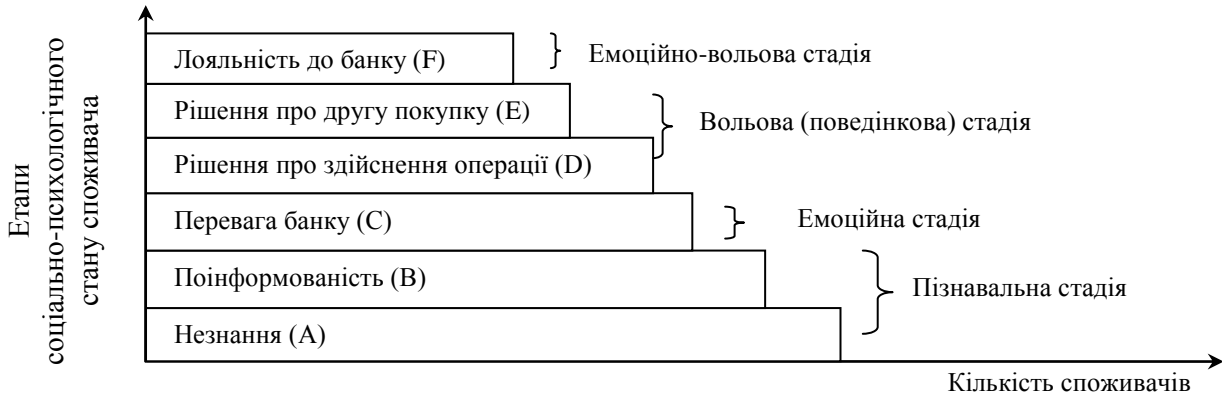 Етапи
соціально-психологічного
стану споживача
Лояльність до банку (F)
Емоційно-вольова стадія
Рішення про другу покупку (E)
Вольова (поведінкова) стадія
Рішення про здійснення операції (D)
Перевага банку (C)
Емоційна стадія
Поінформованість (B)
Пізнавальна стадія
Незнання (A)
Кількість споживачів